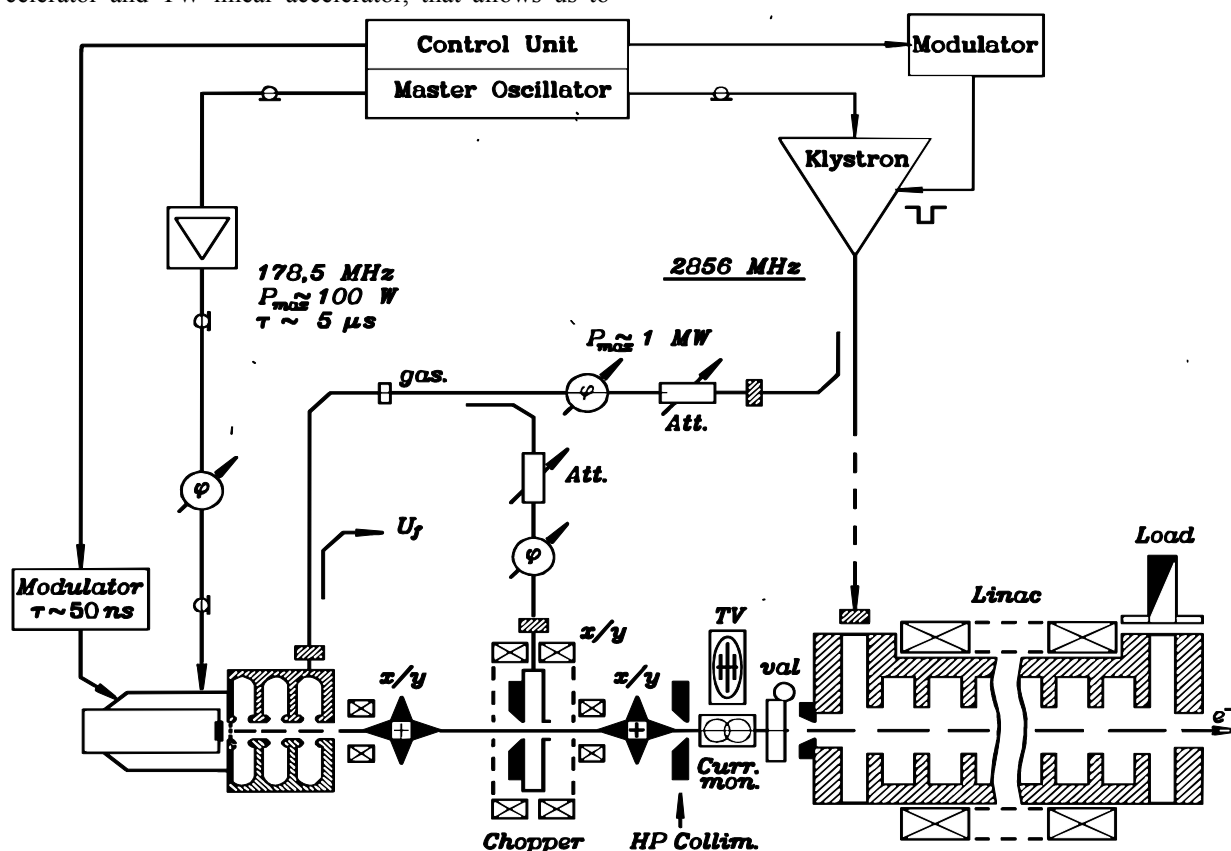 celerator and TW linear accelerator, that allows us to
Control Unit
Master Oscillator
Modulator
Klystron
178,5 MHz
Pmax ≈ 100 W
τ ~ 5 μs
2856 MHz
Pmax ≈ 1 MW
gas.
φ
Att.
Att.
φ
Uf
φ
Load
Modulator
τ ~ 50 ns
Linac
TV
x/y
x/y
x/y
val
e-
Curr.
mon.
Chopper
HP Collim.